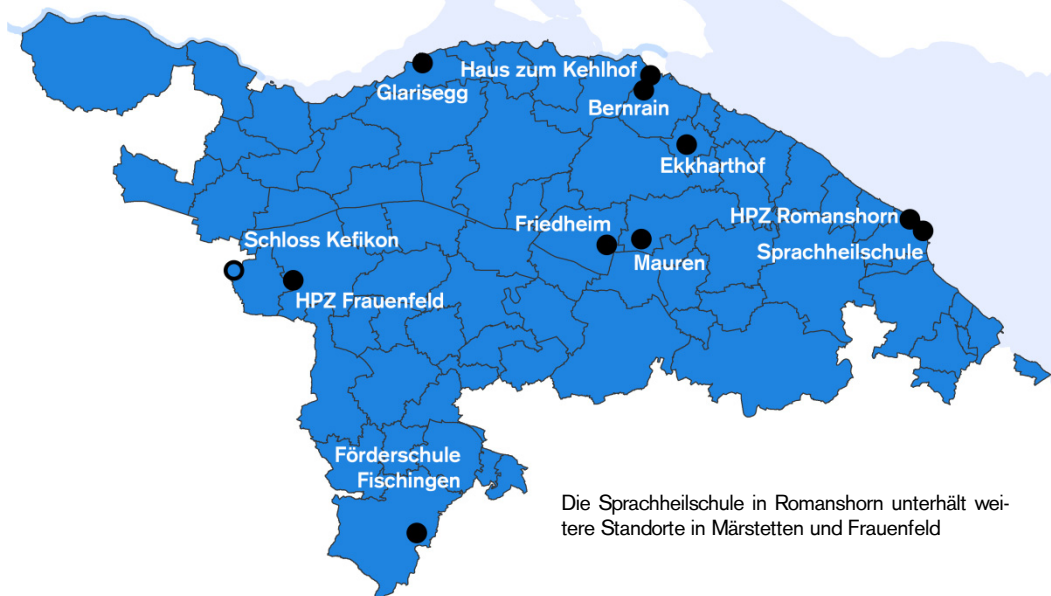 Haus zum Kehlhof
Glarisegg
Bernrain
Ekkharthof
HPZ Romanshorn
Friedheim
Schloss Kefikon
Sprachheilschule
Mauren
HPZ Frauenfeld
Förderschule
Fischingen
Die Sprachheilschule in Romanshorn unterhält wei-
tere Standorte in Märstetten und Frauenfeld